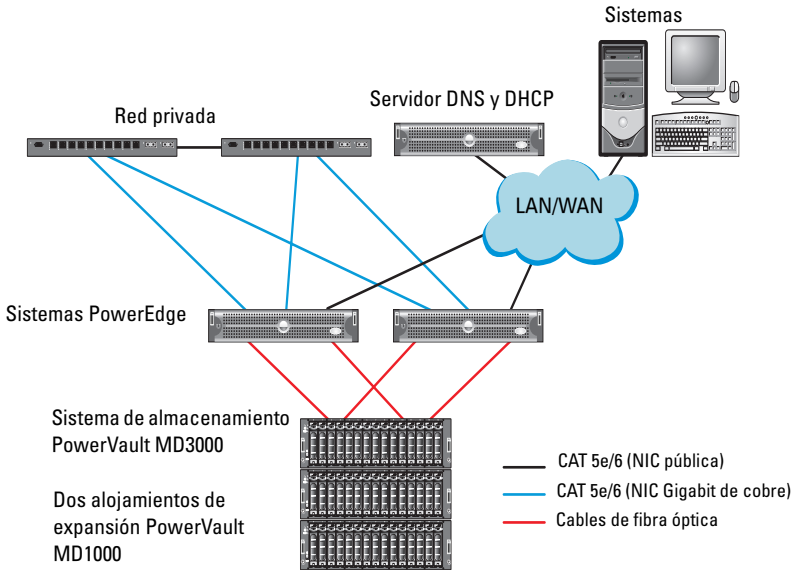 Sistemas
Servidor DNS y DHCP
Red privada
LAN/WAN
Sistemas PowerEdge
Sistema de almacenamiento
PowerVault MD3000
Dos alojamientos de
expansión PowerVault
MD1000
CAT 5e/6 (NIC pública)
CAT 5e/6 (NIC Gigabit de cobre)
Cables de fibra óptica